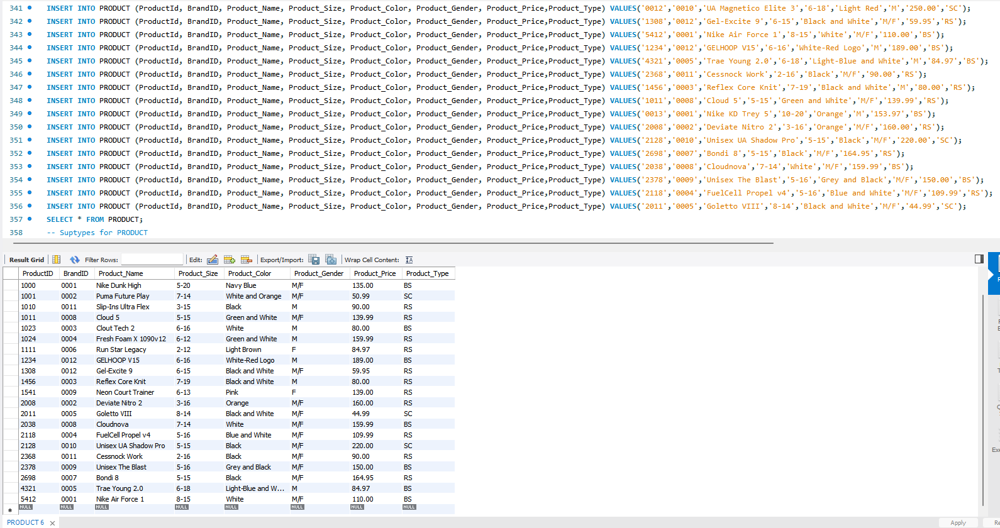 341 INSERT INTO PRODUCT (ProductId, BrandID, Product_Name, Product_Size, Product_Color, Product_Gender, Product_Price,Product_Type) VALUES('0012','0010','UA Magnetico Elite 3','6-18','Light Red','M','250.00','SC');
342 INSERT INTO PRODUCT (ProductId, BrandID, Product_Name, Product_Size, Product_Color, Product_Gender, Product_Price,Product_Type) VALUES('1308','0012','Gel-Excite 9','6-15','Black and White','M/F','59.95','RS');
343 INSERT INTO PRODUCT (ProductId, BrandID, Product_Name, Product_Size, Product_Color, Product_Gender, Product_Price,Product_Type) VALUES('5412','0001','Nike Air Force 1','8-15','White','M/F','110.00','BS');
344 INSERT INTO PRODUCT (ProductId, BrandID, Product_Name, Product_Size, Product_Color, Product_Gender, Product_Price,Product_Type) VALUES('1234','0012','GELHOOP V15','6-16','White-Red Logo','M','189.00','BS');
345 INSERT INTO PRODUCT (ProductId, BrandID, Product_Name, Product_Size, Product_Color, Product_Gender, Product_Price,Product_Type) VALUES('4321','0005','Trae Young 2.0','6-18','Light-Blue and White','M','84.97','BS');
346 INSERT INTO PRODUCT (ProductId, BrandID, Product_Name, Product_Size, Product_Color, Product_Gender, Product_Price,Product_Type) VALUES('2368','0011','Cessnock Work','2-16','Black','M/F','90.00','RS');
347 INSERT INTO PRODUCT (ProductId, BrandID, Product_Name, Product_Size, Product_Color, Product_Gender, Product_Price,Product_Type) VALUES('1456','0003','Reflex Core Knit','7-19','Black and White','M','80.00','RS');
348 INSERT INTO PRODUCT (ProductId, BrandID, Product_Name, Product_Size, Product_Color, Product_Gender, Product_Price,Product_Type) VALUES('1011','0008','Cloud 5','5-15','Green and White','M/F','139.99','RS');
349 INSERT INTO PRODUCT (ProductId, BrandID, Product_Name, Product_Size, Product_Color, Product_Gender, Product_Price,Product_Type) VALUES('0013','0001','Nike KD Trey 5','10-20','Orange','M','153.97','BS');
350 INSERT INTO PRODUCT (ProductId, BrandID, Product_Name, Product_Size, Product_Color, Product_Gender, Product_Price,Product_Type) VALUES('2008','0002','Deviate Nitro 2','3-16','Orange','M/F','160.00','RS');
351 INSERT INTO PRODUCT (ProductId, BrandID, Product_Name, Product_Size, Product_Color, Product_Gender, Product_Price,Product_Type) VALUES('2128','0010','Unisex UA Shadow Pro','5-15','Black','M/F','220.00','SC');
352 INSERT INTO PRODUCT (ProductId, BrandID, Product_Name, Product_Size, Product_Color, Product_Gender, Product_Price,Product_Type) VALUES('2698','0007','Bondi 8','5-15','Black','M/F','164.95','RS');
353 INSERT INTO PRODUCT (ProductId, BrandID, Product_Name, Product_Size, Product_Color, Product_Gender, Product_Price,Product_Type) VALUES('2038','0008','Cloudnova','7-14','White','M/F','159.99','BS');
354 INSERT INTO PRODUCT (ProductId, BrandID, Product_Name, Product_Size, Product_Color, Product_Gender, Product_Price,Product_Type) VALUES('2378','0009','Unisex The Blast','5-16','Grey and Black','M/F','150.00','BS');
355 INSERT INTO PRODUCT (ProductId, BrandID, Product_Name, Product_Size, Product_Color, Product_Gender, Product_Price,Product_Type) VALUES('2118','0004','FuelCell Propel v4','5-16','Blue and White','M/F','109.99','RS');
356 INSERT INTO PRODUCT (ProductId, BrandID, Product_Name, Product_Size, Product_Color, Product_Gender, Product_Price,Product_Type) VALUES('2011','0005','Goletto VIII','8-14','Black and White','M/F','44.99','SC');
357 SELECT * FROM PRODUCT;
358 -- Suptypes for PRODUCT
Result Grid Filter Rows: Edit: Export/Import: Wrap Cell Content:
ProductID BrandID Product_Name Product_Size Product_Color Product_Gender Product_Price Product_Type
1000 0001 Nike Dunk High 5-20 Navy Blue M/F 135.00 BS
1001 0002 Puma Future Play 7-14 White and Orange M/F 50.99 SC
1010 0011 Slip-Ins Ultra Flex 3-15 Black M 90.00 RS
1011 0008 Cloud 5 5-15 Green and White M/F 139.99 RS
1023 0003 Clout Tech 2 6-16 White M 80.00 BS
1024 0004 Fresh Foam X 1090v12 6-12 Green and White M 159.99 RS
1111 0006 Run Star Legacy 2-12 Light Brown F 84.97 RS
1234 0012 GELHOOP V15 6-16 White-Red Logo M 189.00 BS
1308 0012 Gel-Excite 9 6-15 Black and White M/F 59.95 RS
1456 0003 Reflex Core Knit 7-19 Black and White M 80.00 RS
1541 0009 Neon Court Trainer 6-13 Pink F 139.00 RS
2008 0002 Deviate Nitro 2 3-16 Orange M/F 160.00 RS
2011 0005 Goletto VIII 8-14 Black and White M/F 44.99 SC
2038 0008 Cloudnova 7-14 White M/F 159.99 BS
2118 0004 FuelCell Propel v4 5-16 Blue and White M/F 109.99 RS
2128 0010 Unisex UA Shadow Pro 5-15 Black M/F 220.00 SC
2368 0011 Cessnock Work 2-16 Black M/F 90.00 RS
2378 0009 Unisex The Blast 5-16 Grey and Black M/F 150.00 BS
2698 0007 Bondi 8 5-15 Black M/F 164.95 RS
4321 0005 Trae Young 2.0 6-18 Light-Blue and W... M 84.97 BS
5412 0001 Nike Air Force 1 8-15 White M/F 110.00 BS
NULL NULL NULL NULL NULL NULL NULL NULL
PRODUCT 6 Apply